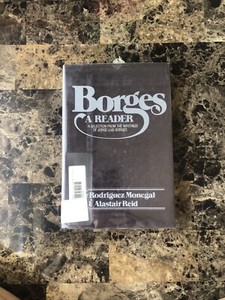 Borges
A READER
A SELECTION FROM THE WRITINGS
OF JORGE LUIS BORGES
Rodriguez Monegal
Alastair Reid